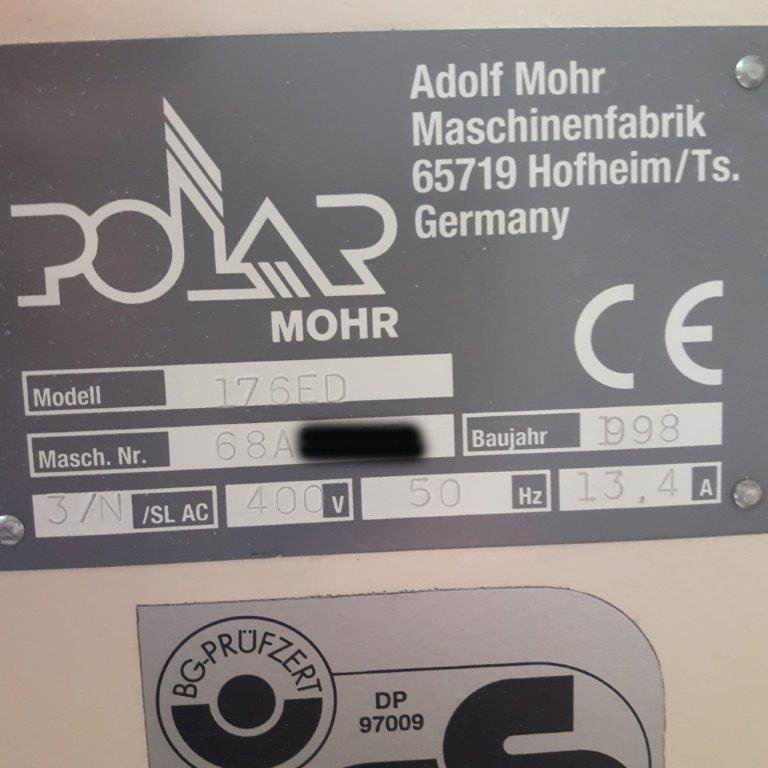 Adolf Mohr
Maschinenfabrik
65719 Hofheim/Ts.
Germany
POLAR
MOHR
CE
Modell 176ED
Masch. Nr. 68A
Baujahr 1998
3/N /SL AC 400 V 50 Hz 13.4 A
BG-PRÜFZERT
DP
97009